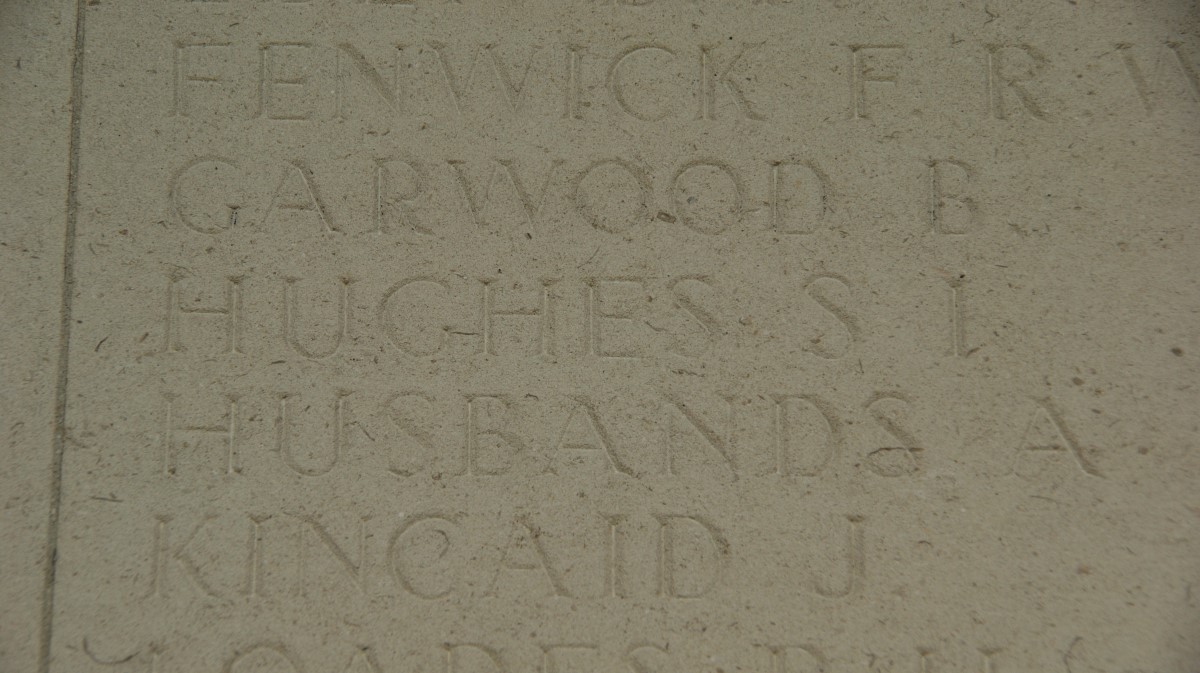 FENWICK F R W
GARWOOD B
HUGHES S I
HUSBANDS A
KINCAID J